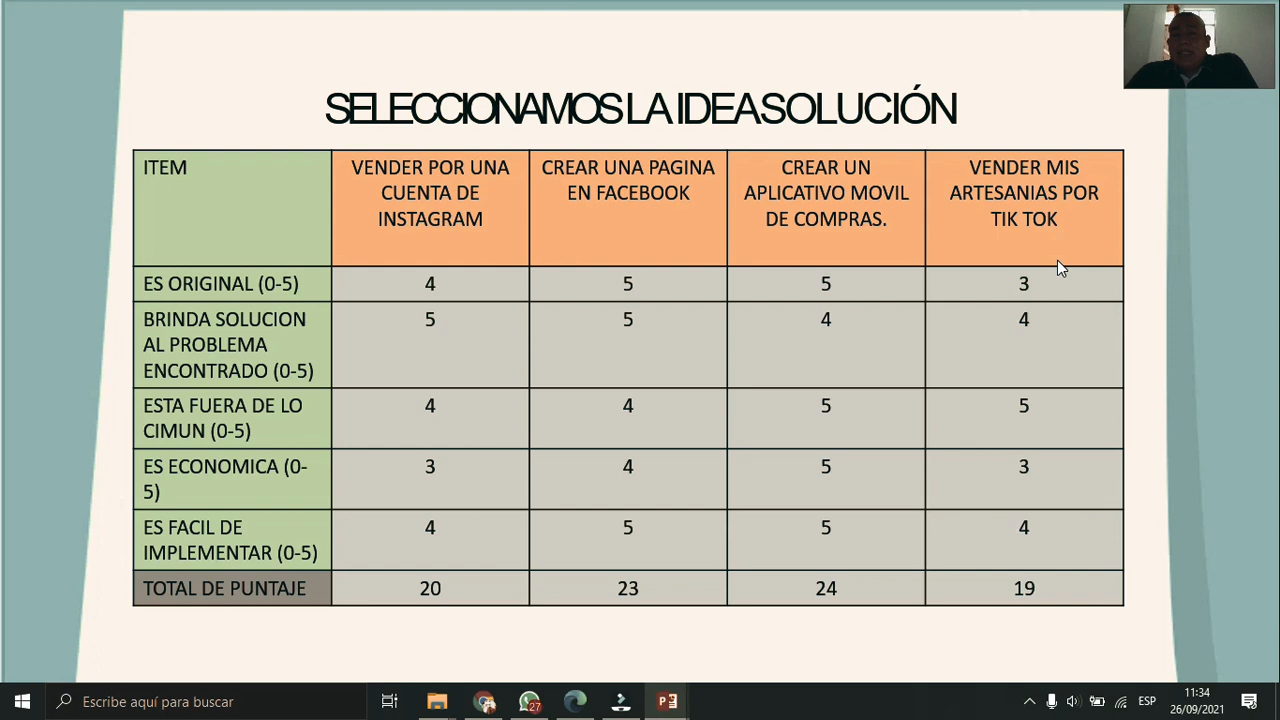 SELECCIONAMOS LA IDEA SOLUCIÓN
ITEM
VENDER POR UNA
CUENTA DE
INSTAGRAM
CREAR UNA PAGINA
EN FACEBOOK
CREAR UN
APLICATIVO MOVIL
DE COMPRAS.
VENDER MIS
ARTESANIAS POR
TIK TOK
ES ORIGINAL (0-5)
4
5
5
3
BRINDA SOLUCION
AL PROBLEMA
ENCONTRADO (0-5)
5
5
4
4
ESTA FUERA DE LO
CIMUN (0-5)
4
4
5
5
ES ECONOMICA (0-
5)
3
4
5
3
ES FACIL DE
IMPLEMENTAR (0-5)
4
5
5
4
TOTAL DE PUNTAJE
20
23
24
19
Escribe aquí para buscar
27
ESP
11:34
26/09/2021